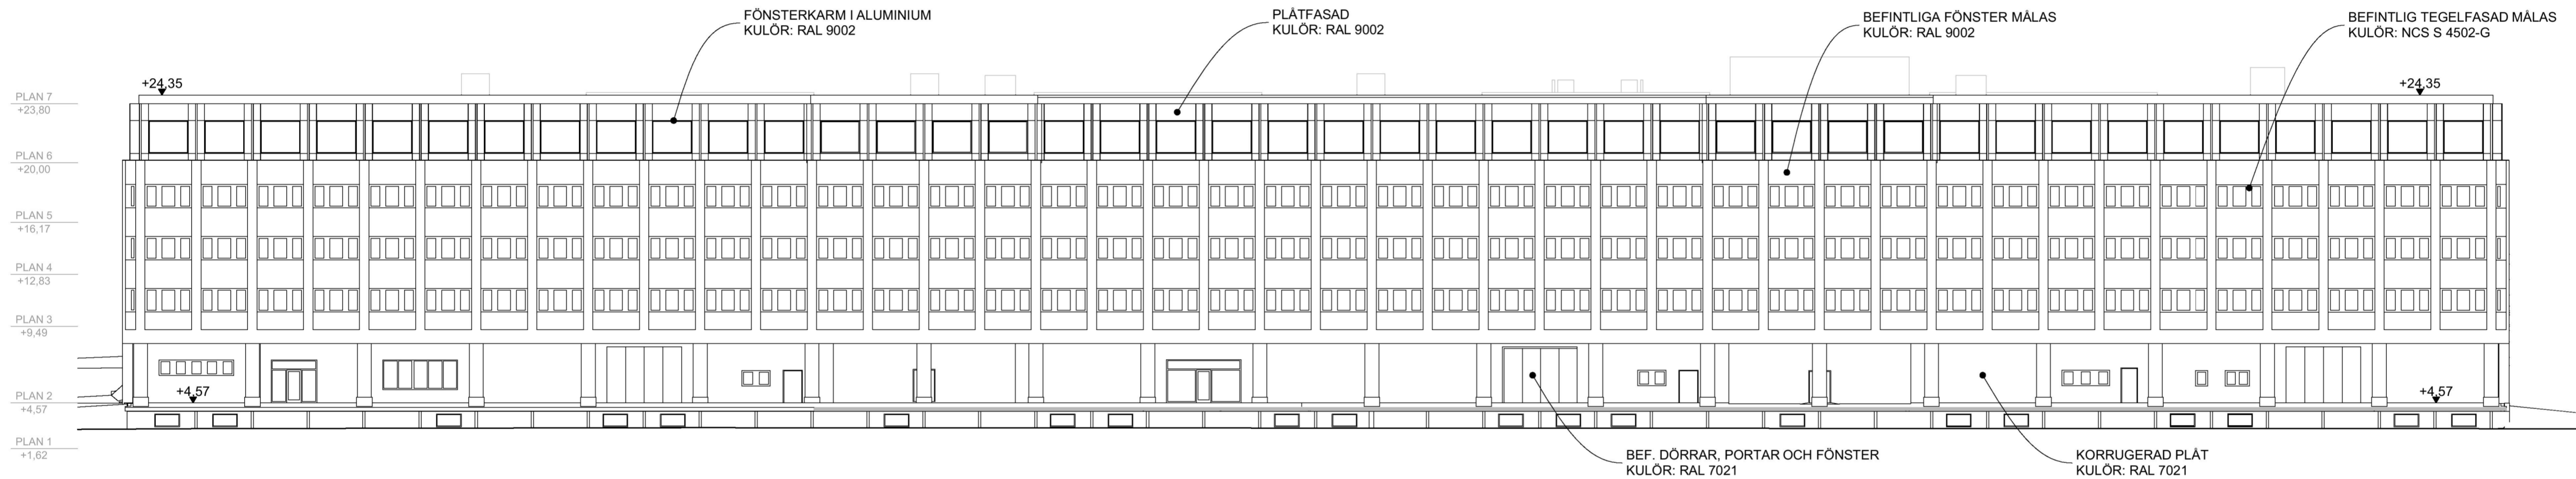 FÖNSTERKARM I ALUMINIUM
KULÖR: RAL 9002
PLÅTFASAD
KULÖR: RAL 9002
BEFINTLIGA FÖNSTER MÅLAS
KULÖR: RAL 9002
BEFINTLIG TEGELFASAD MÅLAS
KULÖR: NCS S 4502-G
+24,35
+24,35
PLAN 7
+23,80
PLAN 6
+20,00
PLAN 5
+16,17
PLAN 4
+12,83
PLAN 3
+9,49
PLAN 2
+4,57
+4,57
+4,57
PLAN 1
+1,62
BEF. DÖRRAR, PORTAR OCH FÖNSTER
KULÖR: RAL 7021
KORRUGERAD PLÅT
KULÖR: RAL 7021